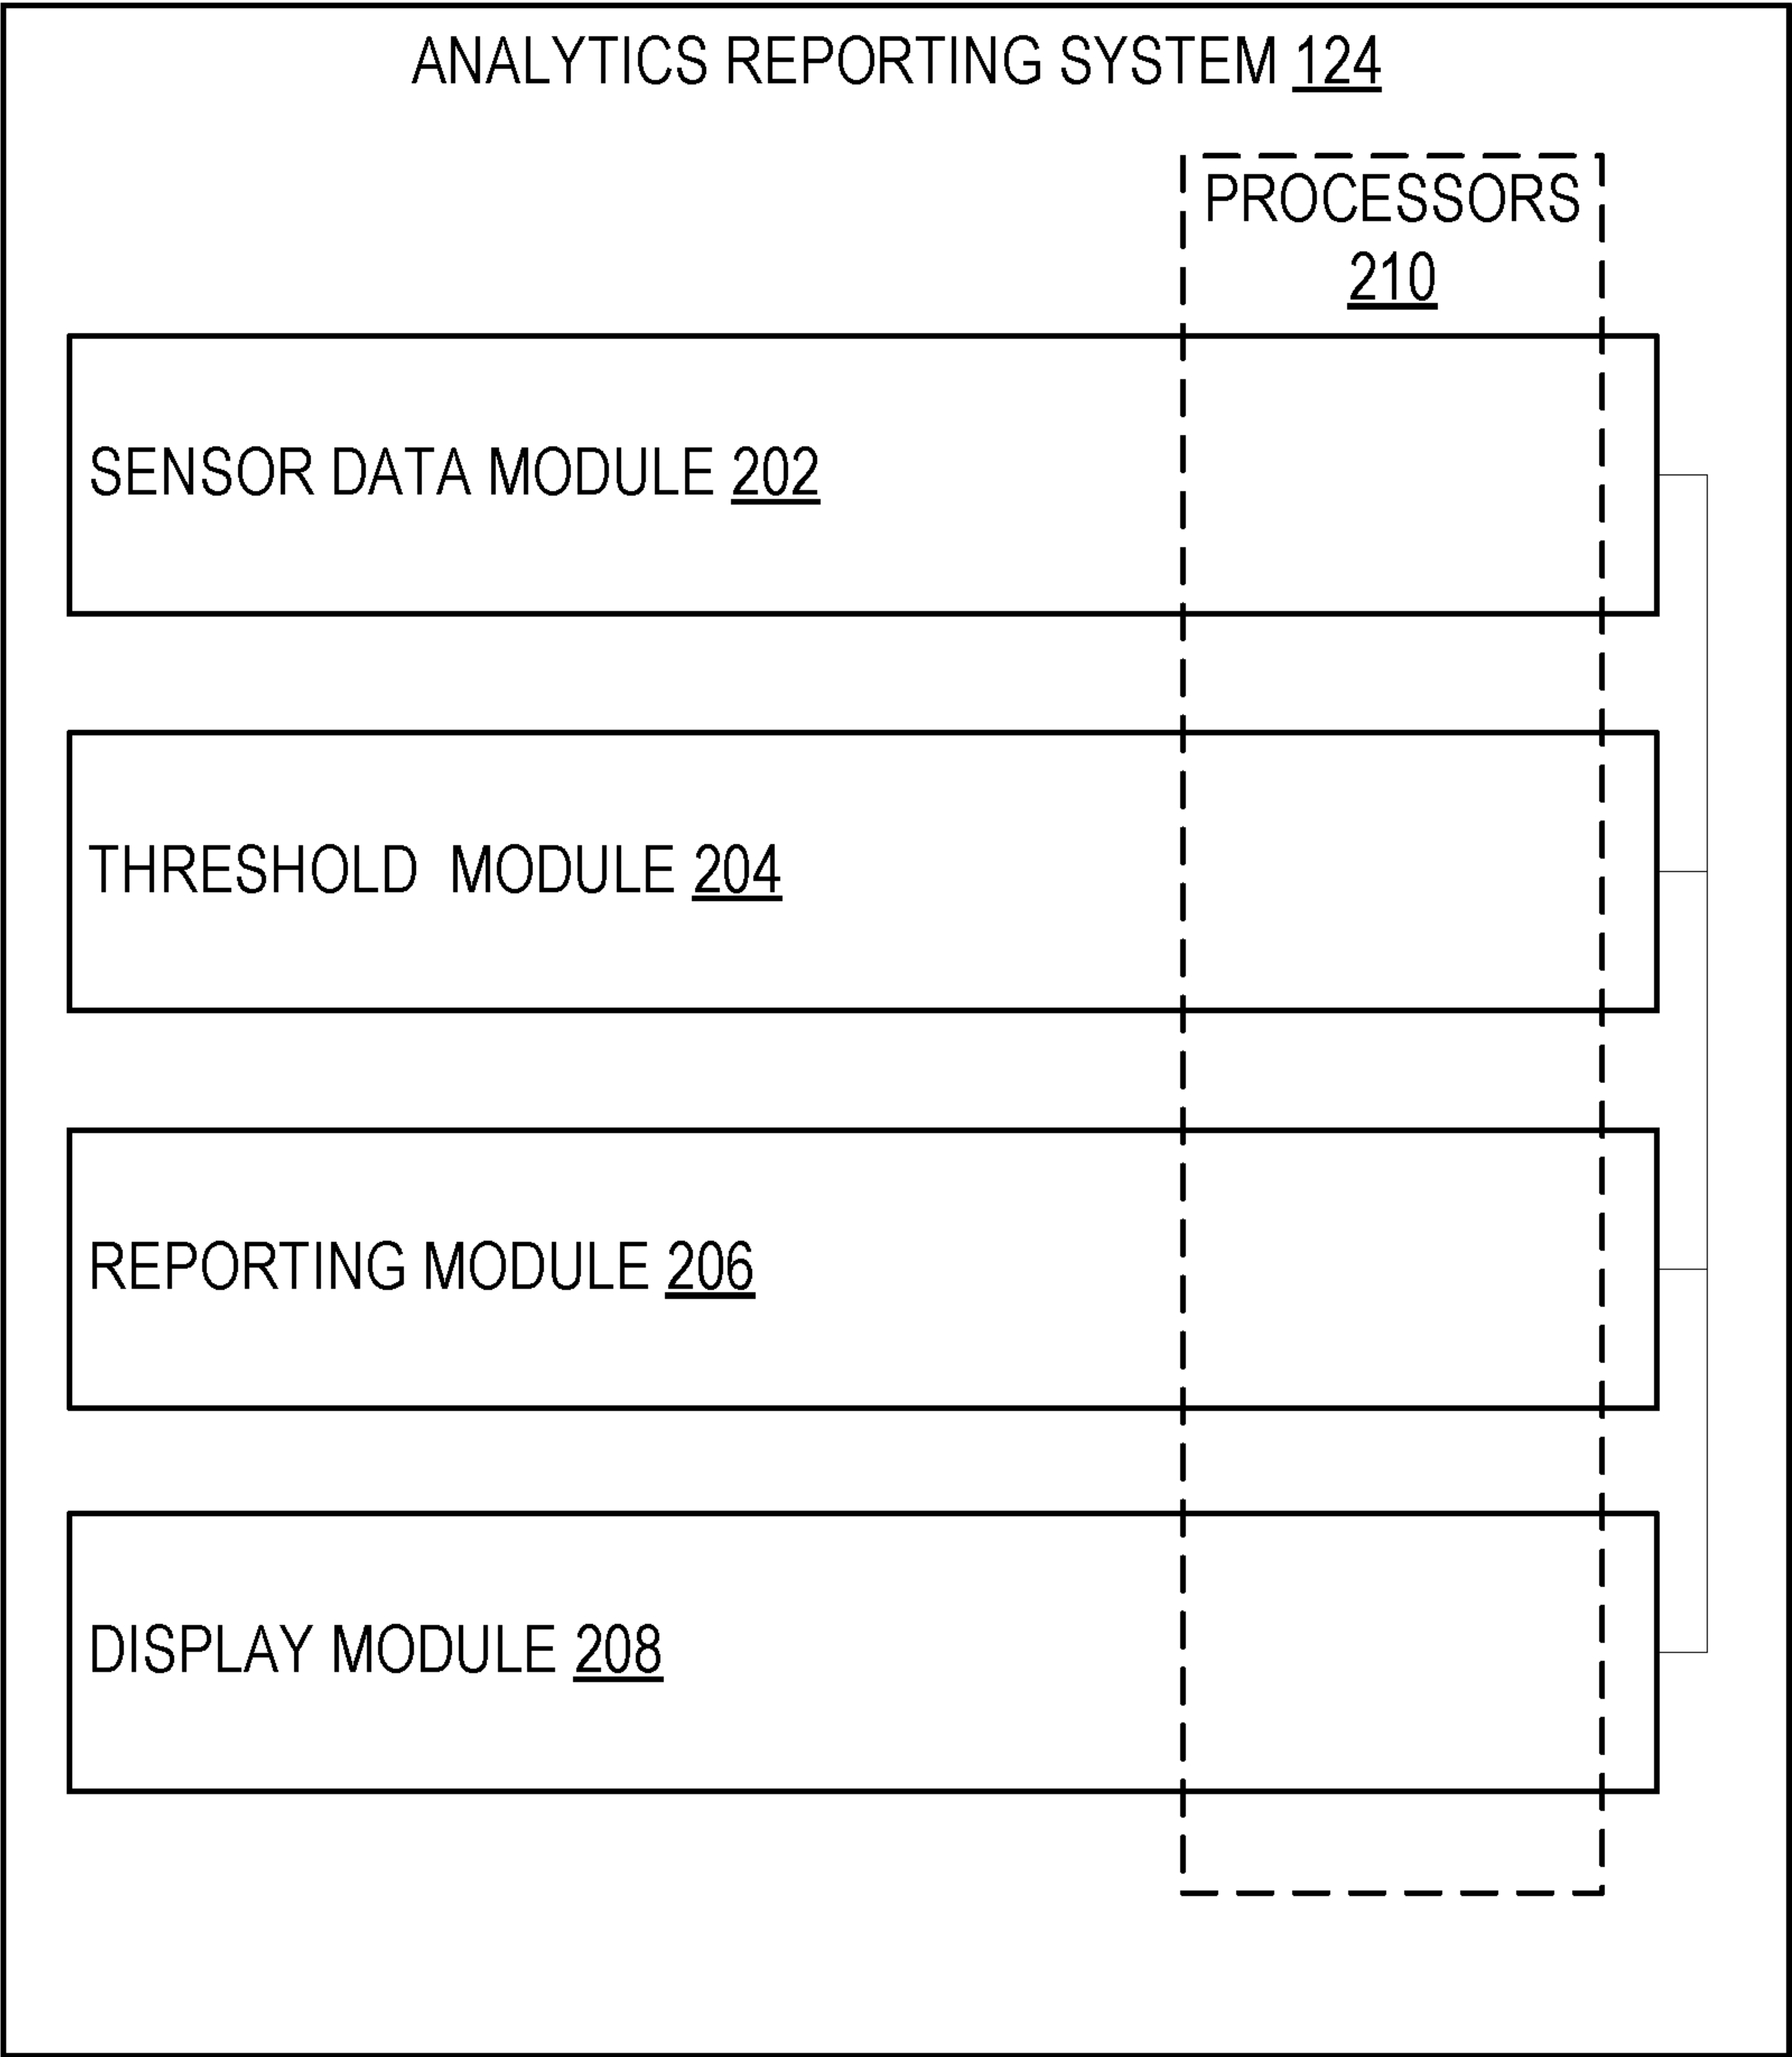 ANALYTICS REPORTING SYSTEM 124
PROCESSORS
210
SENSOR DATA MODULE 202
THRESHOLD MODULE 204
REPORTING MODULE 206
DISPLAY MODULE 208